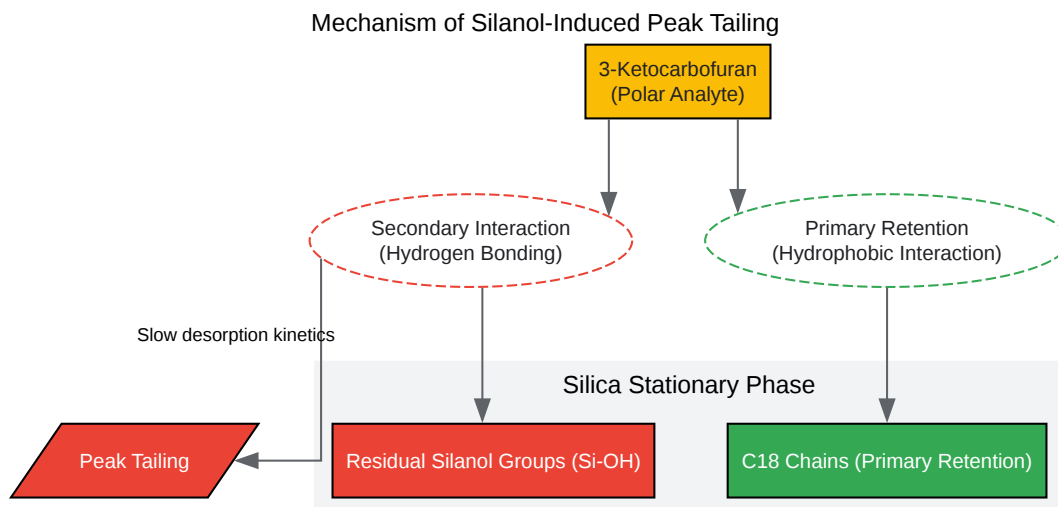 Mechanism of Silanol-Induced Peak Tailing
3-Ketocarbofuran
(Polar Analyte)
Secondary Interaction
(Hydrogen Bonding)
Primary Retention
(Hydrophobic Interaction)
Slow desorption kinetics
Silica Stationary Phase
Peak Tailing
Residual Silanol Groups (Si-OH)
C18 Chains (Primary Retention)